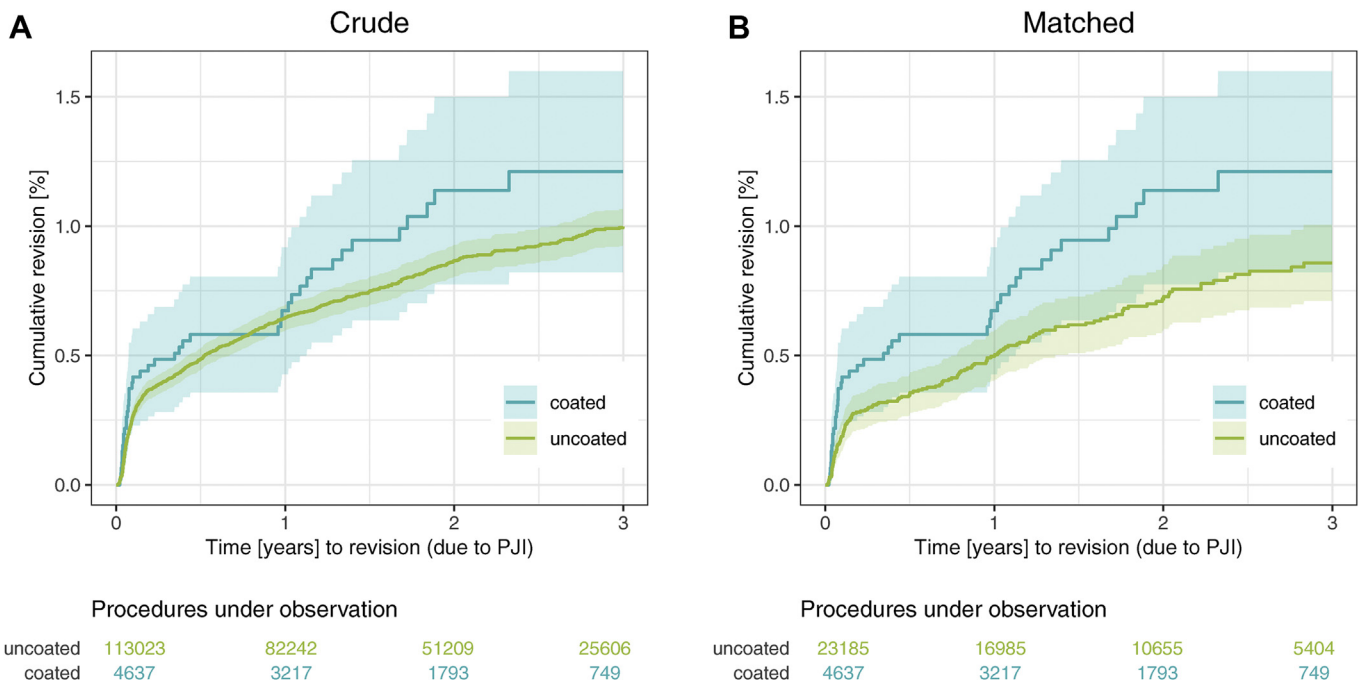 A
Crude
1.5
1.0
0.5
0.0
Cumulative revision [%]
coated
uncoated
0 1 2 3
Time [years] to revision (due to PJI)
Procedures under observation
uncoated 113023 82242 51209 25606
coated 4637 3217 1793 749
B
Matched
1.5
1.0
0.5
0.0
Cumulative revision [%]
coated
uncoated
0 1 2 3
Time [years] to revision (due to PJI)
Procedures under observation
uncoated 23185 16985 10655 5404
coated 4637 3217 1793 749